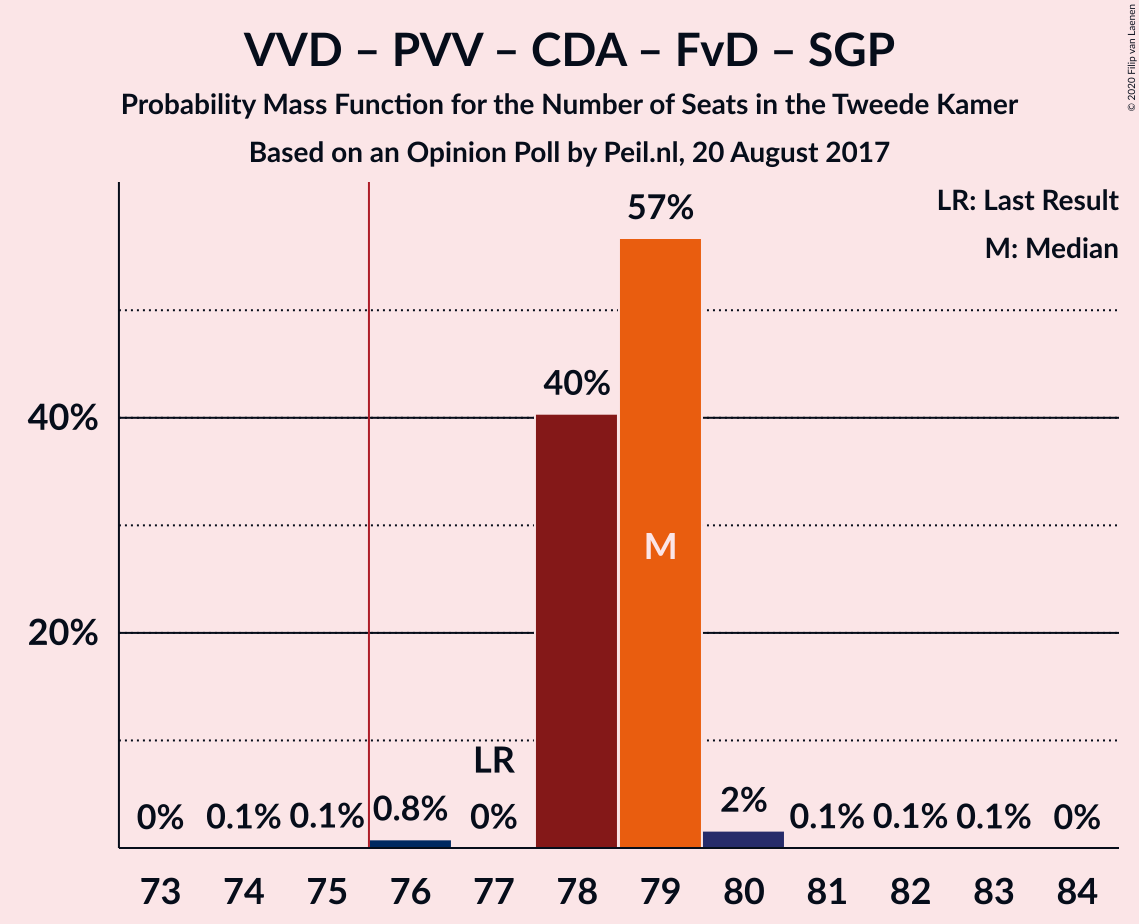 VVD – PVV – CDA – FvD – SGP
Probability Mass Function for the Number of Seats in the Tweede Kamer
Based on an Opinion Poll by Peil.nl, 20 August 2017
© 2020 Filip van Laenen
LR: Last Result
M: Median
57%
40%
40%
M
20%
LR
0% 0.1% 0.1% 0.8% 0% 2% 0.1% 0.1% 0.1% 0%
73 74 75 76 77 78 79 80 81 82 83 84